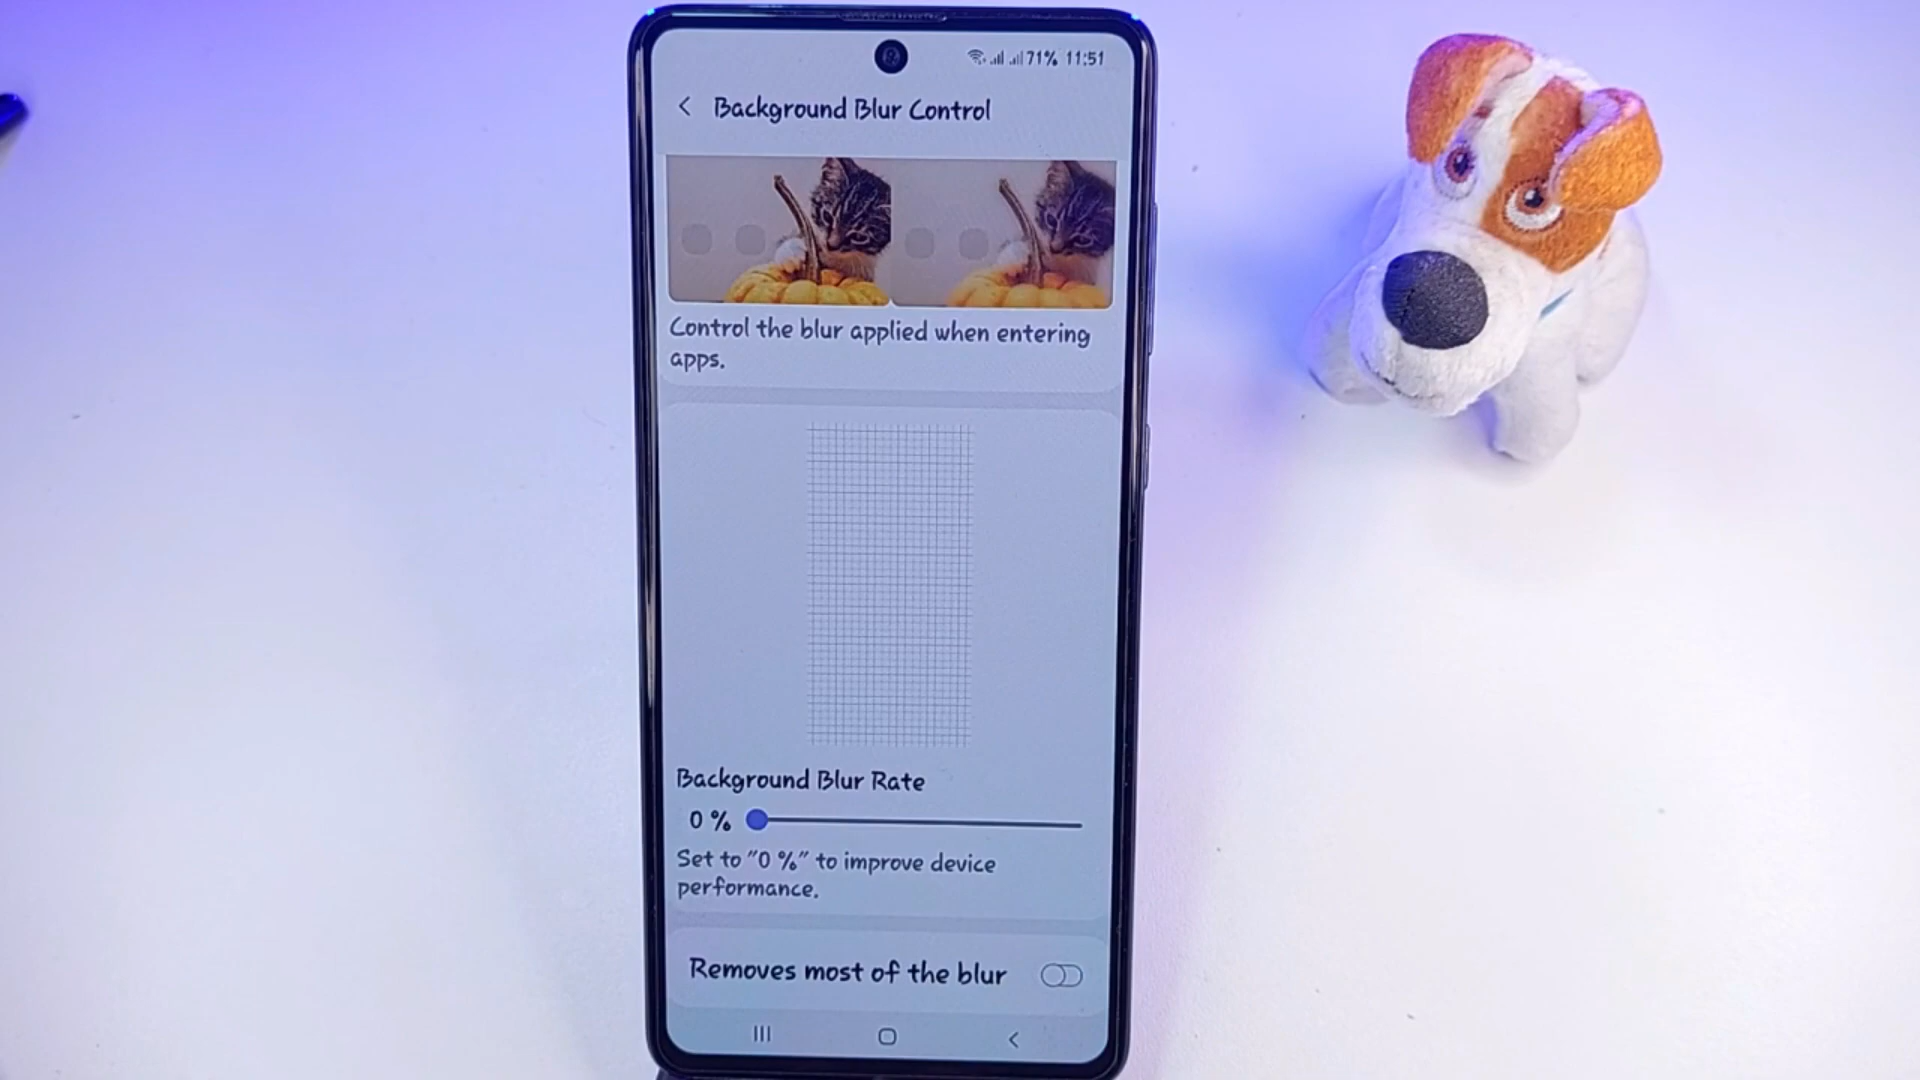 71% 11:51
Background Blur Control
Control the blur applied when entering
apps.
Background Blur Rate
0 %
Set to "0 %" to improve device
performance.
Removes most of the blur